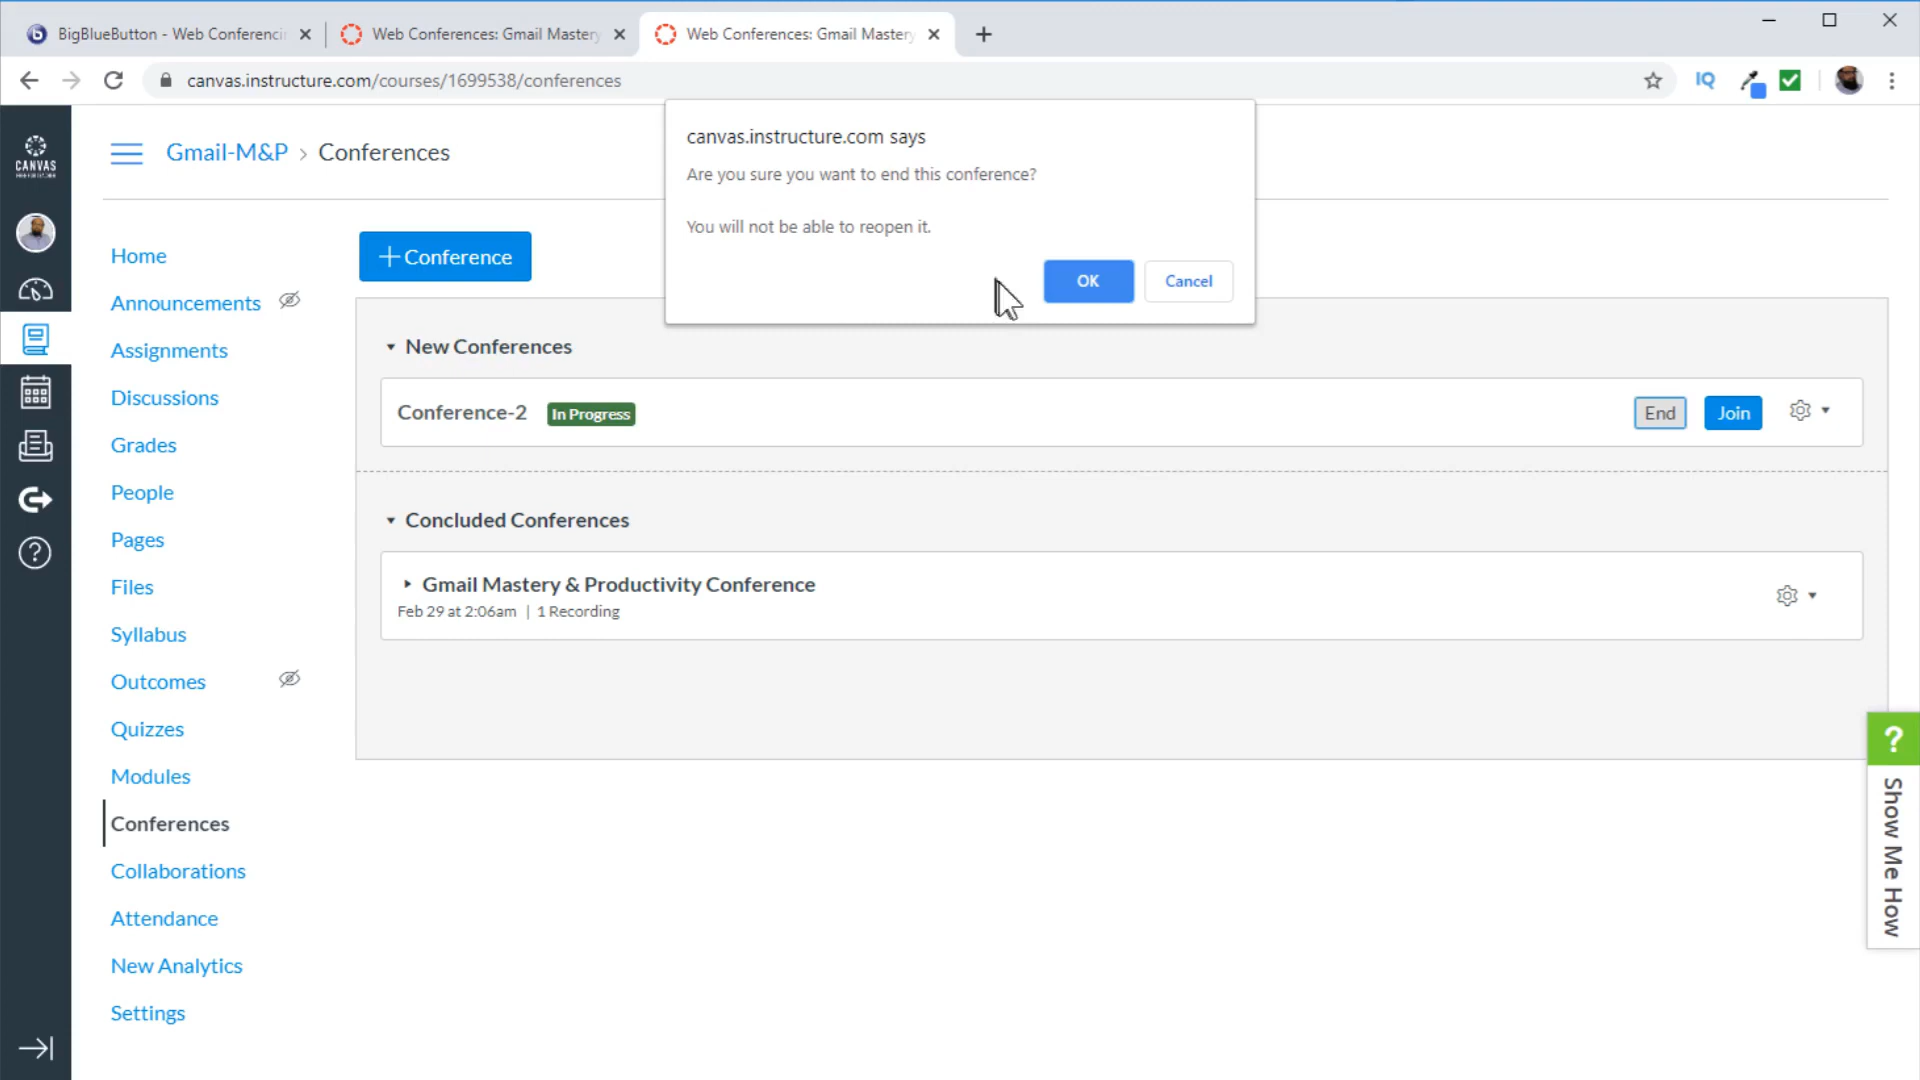 BigBlueButton - Web Conferenci
Web Conferences: Gmail Mastery
Web Conferences: Gmail Mastery
canvas.instructure.com/courses/1699538/conferences
IQ
canvas.instructure.com says
Are you sure you want to end this conference?
You will not be able to reopen it.
OK
Cancel
CANVAS
Gmail-M&P › Conferences
Home
Announcements
Assignments
Discussions
Grades
People
Pages
Files
Syllabus
Outcomes
Quizzes
Modules
Conferences
Collaborations
Attendance
New Analytics
Settings
+Conference
New Conferences
Conference-2
In Progress
End
Join
Concluded Conferences
Gmail Mastery & Productivity Conference
Feb 29 at 2:06am | 1 Recording
?
Show Me How